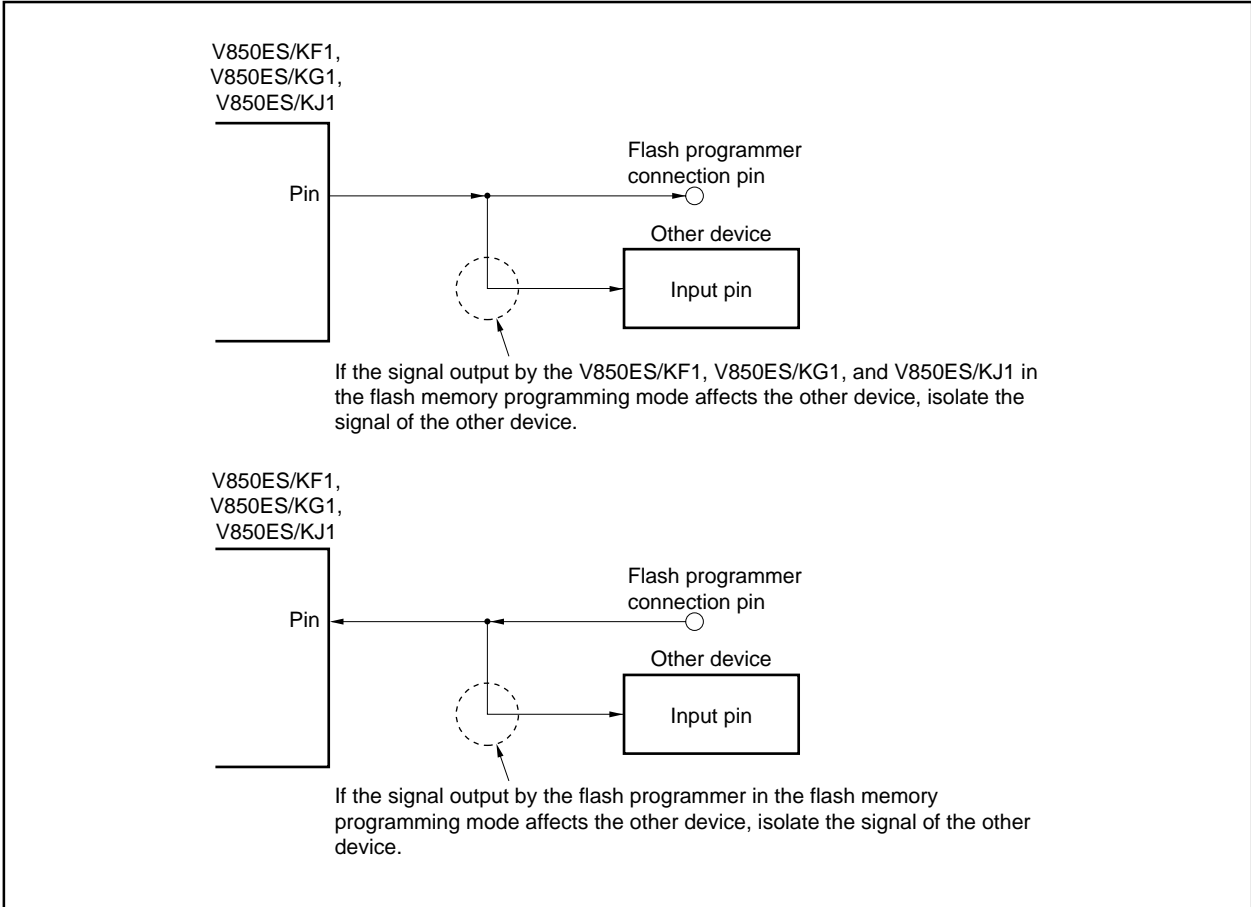 V850ES/KF1,
V850ES/KG1,
V850ES/KJ1
Pin
Flash programmer
connection pin
Other device
Input pin
If the signal output by the V850ES/KF1, V850ES/KG1, and V850ES/KJ1 in
the flash memory programming mode affects the other device, isolate the
signal of the other device.
V850ES/KF1,
V850ES/KG1,
V850ES/KJ1
Pin
Flash programmer
connection pin
Other device
Input pin
If the signal output by the flash programmer in the flash memory
programming mode affects the other device, isolate the signal of the other
device.